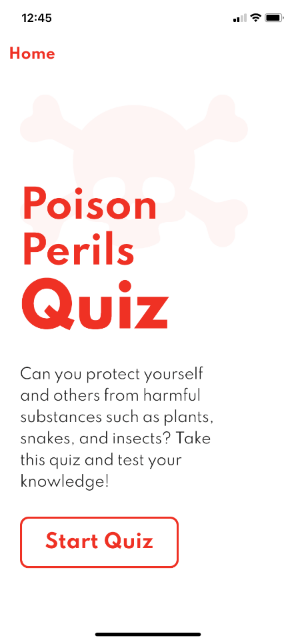 12:45
Home
Poison
Perils
Quiz
Can you protect yourself
and others from harmful
substances such as plants,
snakes, and insects? Take
this quiz and test your
knowledge!
Start Quiz